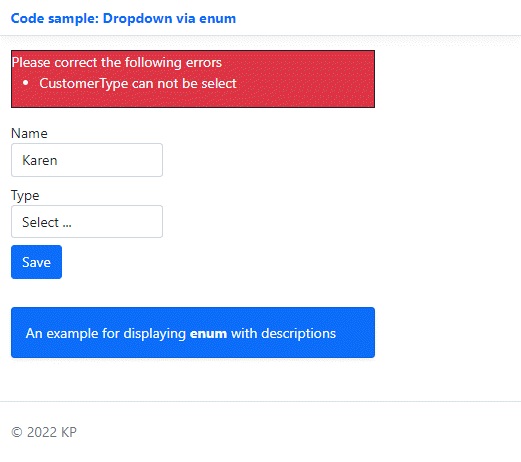 Code sample: Dropdown via enum
Please correct the following errors
• CustomerType can not be select
Name
Karen
Type
Select ...
Save
An example for displaying enum with descriptions
© 2022 KP